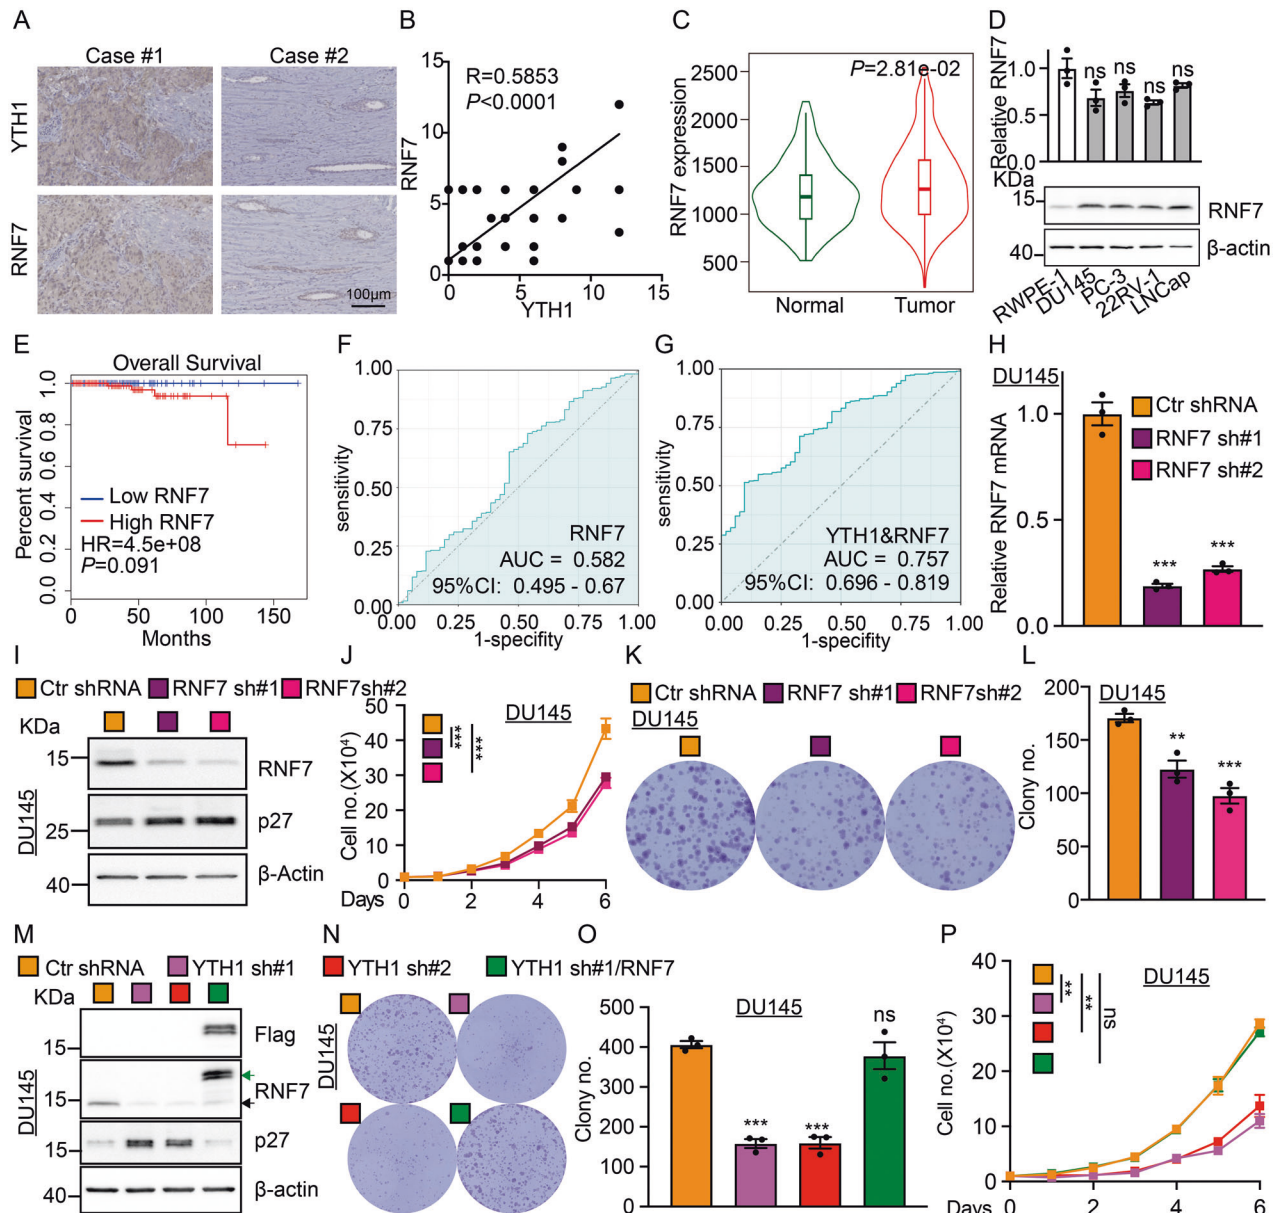 A
Case #1
Case #2
YTH1
RNF7
100μm
B
R=0.5853
P<0.0001
15
10
5
0
RNF7
0
5
10
15
YTH1
C
P=2.81e-02
RNF7 expression
2500
2000
1500
1000
500
Normal
Tumor
D
Relative RNF7
1.0
0.5
0.0
ns
ns
ns
ns
KDa
15
RNF7
40
β-actin
RWPE-1
DU145
PC-3
22RV-1
LNCap
E
Overall Survival
Percent survival
1.0
0.8
0.6
0.4
0.2
0.0
Low RNF7
High RNF7
HR=4.5e+08
P=0.091
0
50
100
150
Months
F
1.00
0.75
0.50
0.25
0.00
sensitivity
RNF7
AUC = 0.582
95%CI: 0.495 - 0.67
0.00
0.25
0.50
0.75
1.00
1-specifity
G
1.00
0.75
0.50
0.25
0.00
sensitivity
YTH1&RNF7
AUC = 0.757
95%CI: 0.696 - 0.819
0.00
0.25
0.50
0.75
1.00
1-specifity
H
DU145
Relative RNF7 mRNA
1.0
0.5
0.0
Ctr shRNA
RNF7 sh#1
RNF7 sh#2
***
***
I
Ctr shRNA
RNF7 sh#1
RNF7sh#2
KDa
15
RNF7
25
p27
40
β-Actin
DU145
J
DU145
Cell no.(X10⁴)
50
40
30
20
10
0
***
***
Days
0
2
4
6
K
Ctr shRNA
RNF7 sh#1
RNF7sh#2
DU145
L
DU145
Clony no.
200
150
100
50
0
**
***
M
Ctr shRNA
YTH1 sh#1
YTH1 sh#2
YTH1 sh#1/RNF7
KDa
Flag
15
RNF7
15
p27
15
β-actin
40
DU145
N
DU145
O
DU145
Clony no.
500
400
300
200
100
0
***
***
ns
P
DU145
Cell no.(X10⁴)
40
30
20
10
0
**
**
ns
Days
0
2
4
6